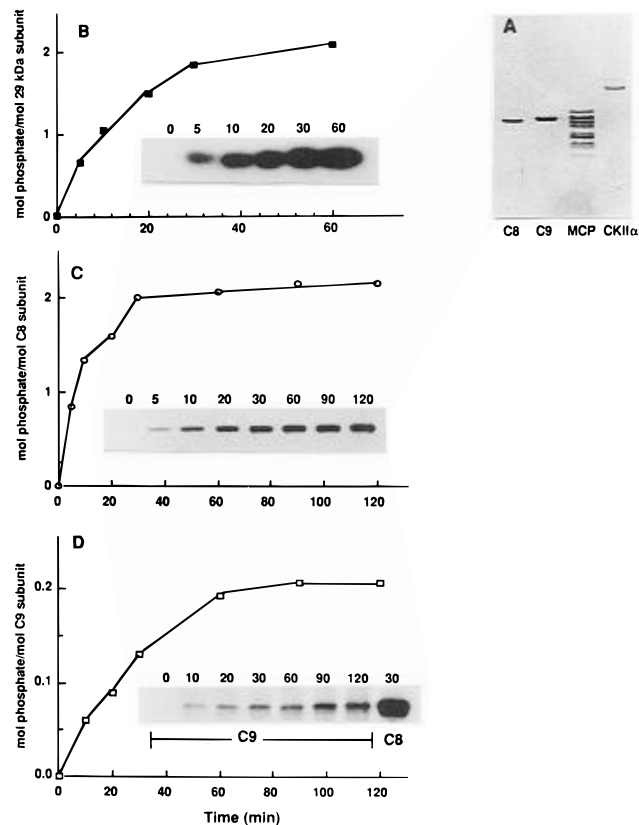 B
mol phosphate/mol 29 kDa subunit
2
1
0
0 5 10 20 30 60
20 40 60
A
C8 C9 MCP CKIIα
C
mol phosphate/mol C8 subunit
2
1
0
0 5 10 20 30 60 90 120
0 20 40 60 80 100 120
D
mol phosphate/mol C9 subunit
0.2
0.1
0.0
0 10 20 30 60 90 120 30
C9 C8
0 20 40 60 80 100 120
Time (min)